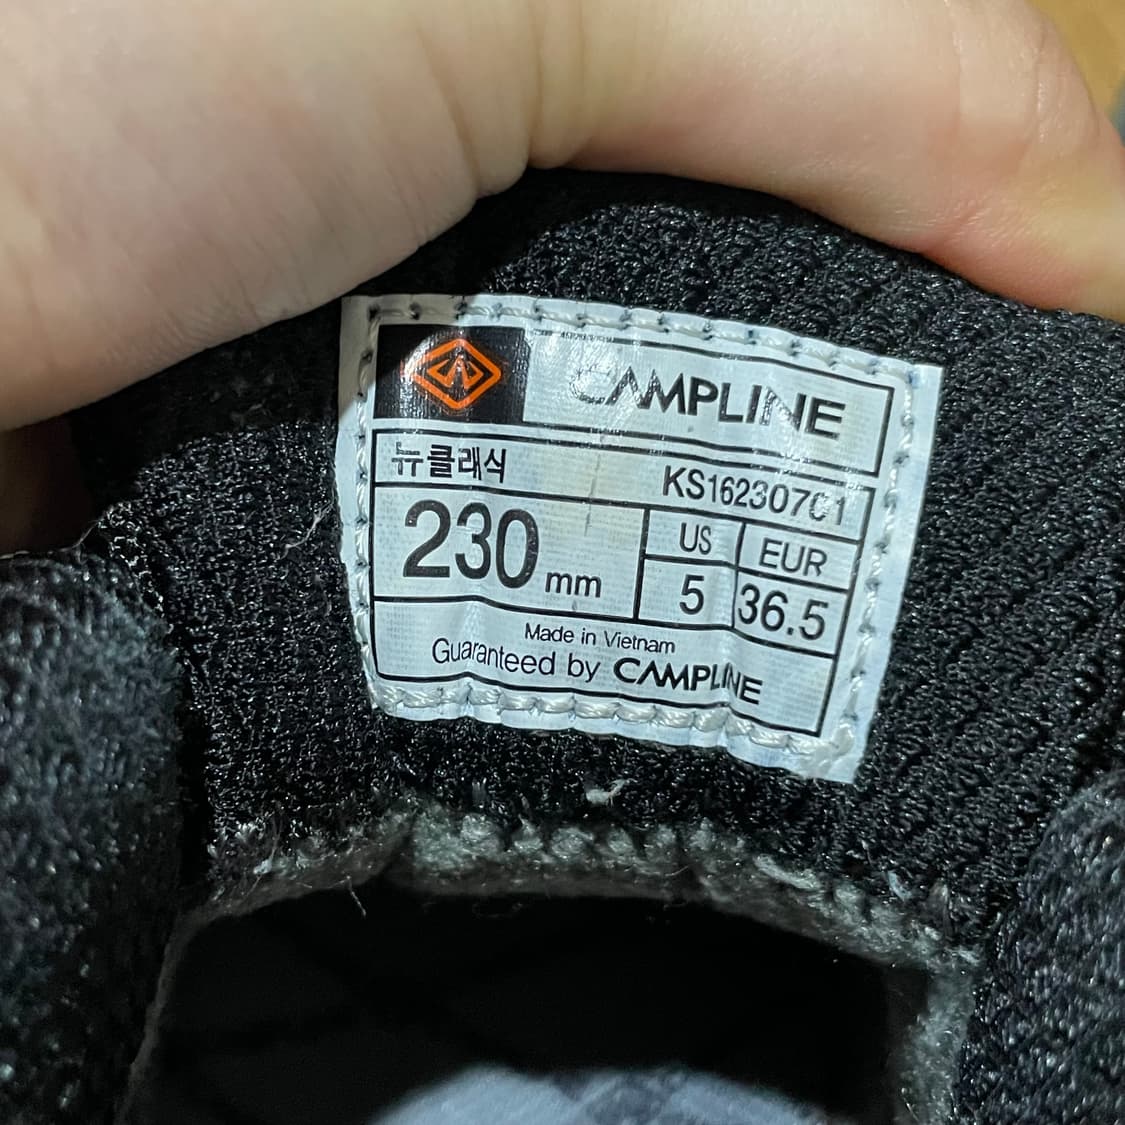 CAMPLINE
뉴클래식 KS16230701
230 mm
US EUR
5 36.5
Made in Vietnam
Guaranteed by CAMPLINE